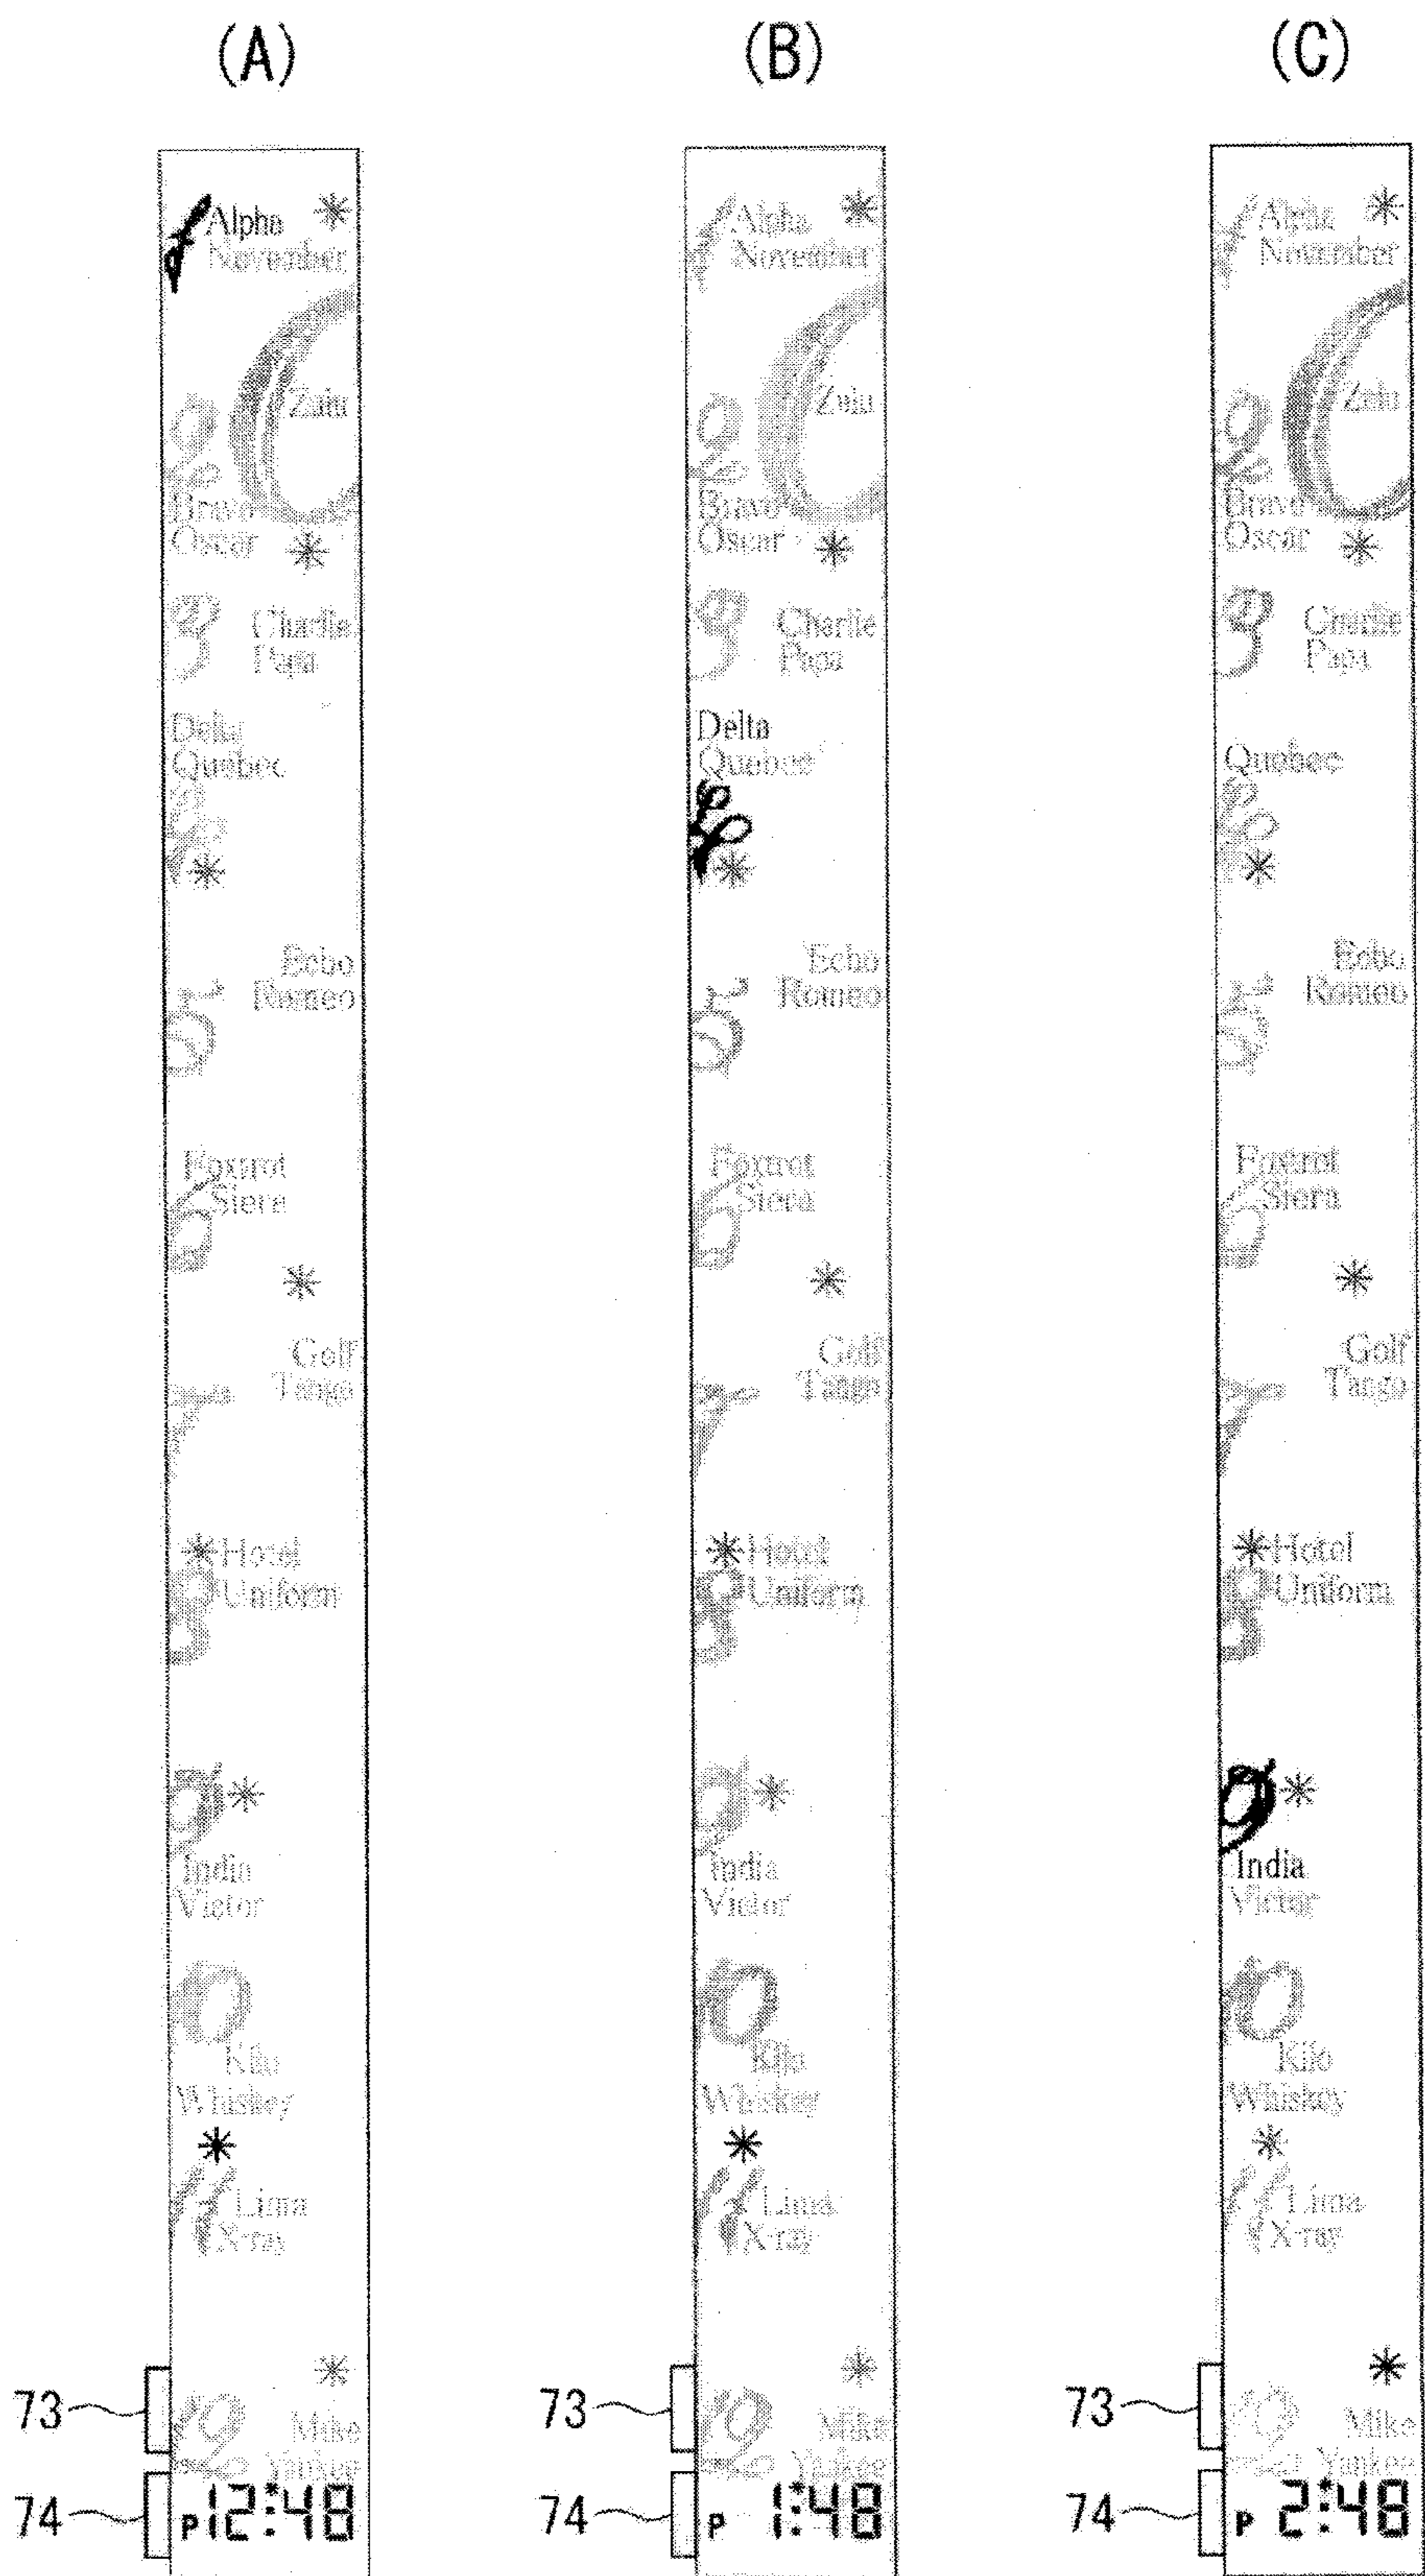 (A)
Alpha
November
Zulu
Bravo
Oscar
Charlie
Papa
Delta
Quebec
Echo
Romeo
Foxtrot
Siera
Golf
Tango
Hotel
Uniform
India
Victor
Kilo
Whiskey
Lima
X-ray
73
Mike
Yankee
74
P 12:48
(B)
Alpha
November
Zulu
Bravo
Oscar
Charlie
Papa
Delta
Quebec
Echo
Romeo
Foxtrot
Siera
Golf
Tango
Hotel
Uniform
India
Victor
Kilo
Whiskey
Lima
X-ray
73
Mike
Yankee
74
P 1:48
(C)
Alpha
November
Zulu
Bravo
Oscar
Charlie
Papa
Quebec
Echo
Romeo
Foxtrot
Siera
Golf
Tango
Hotel
Uniform
India
Victor
Kilo
Whiskey
Lima
X-ray
73
Mike
Yankee
74
P 2:48